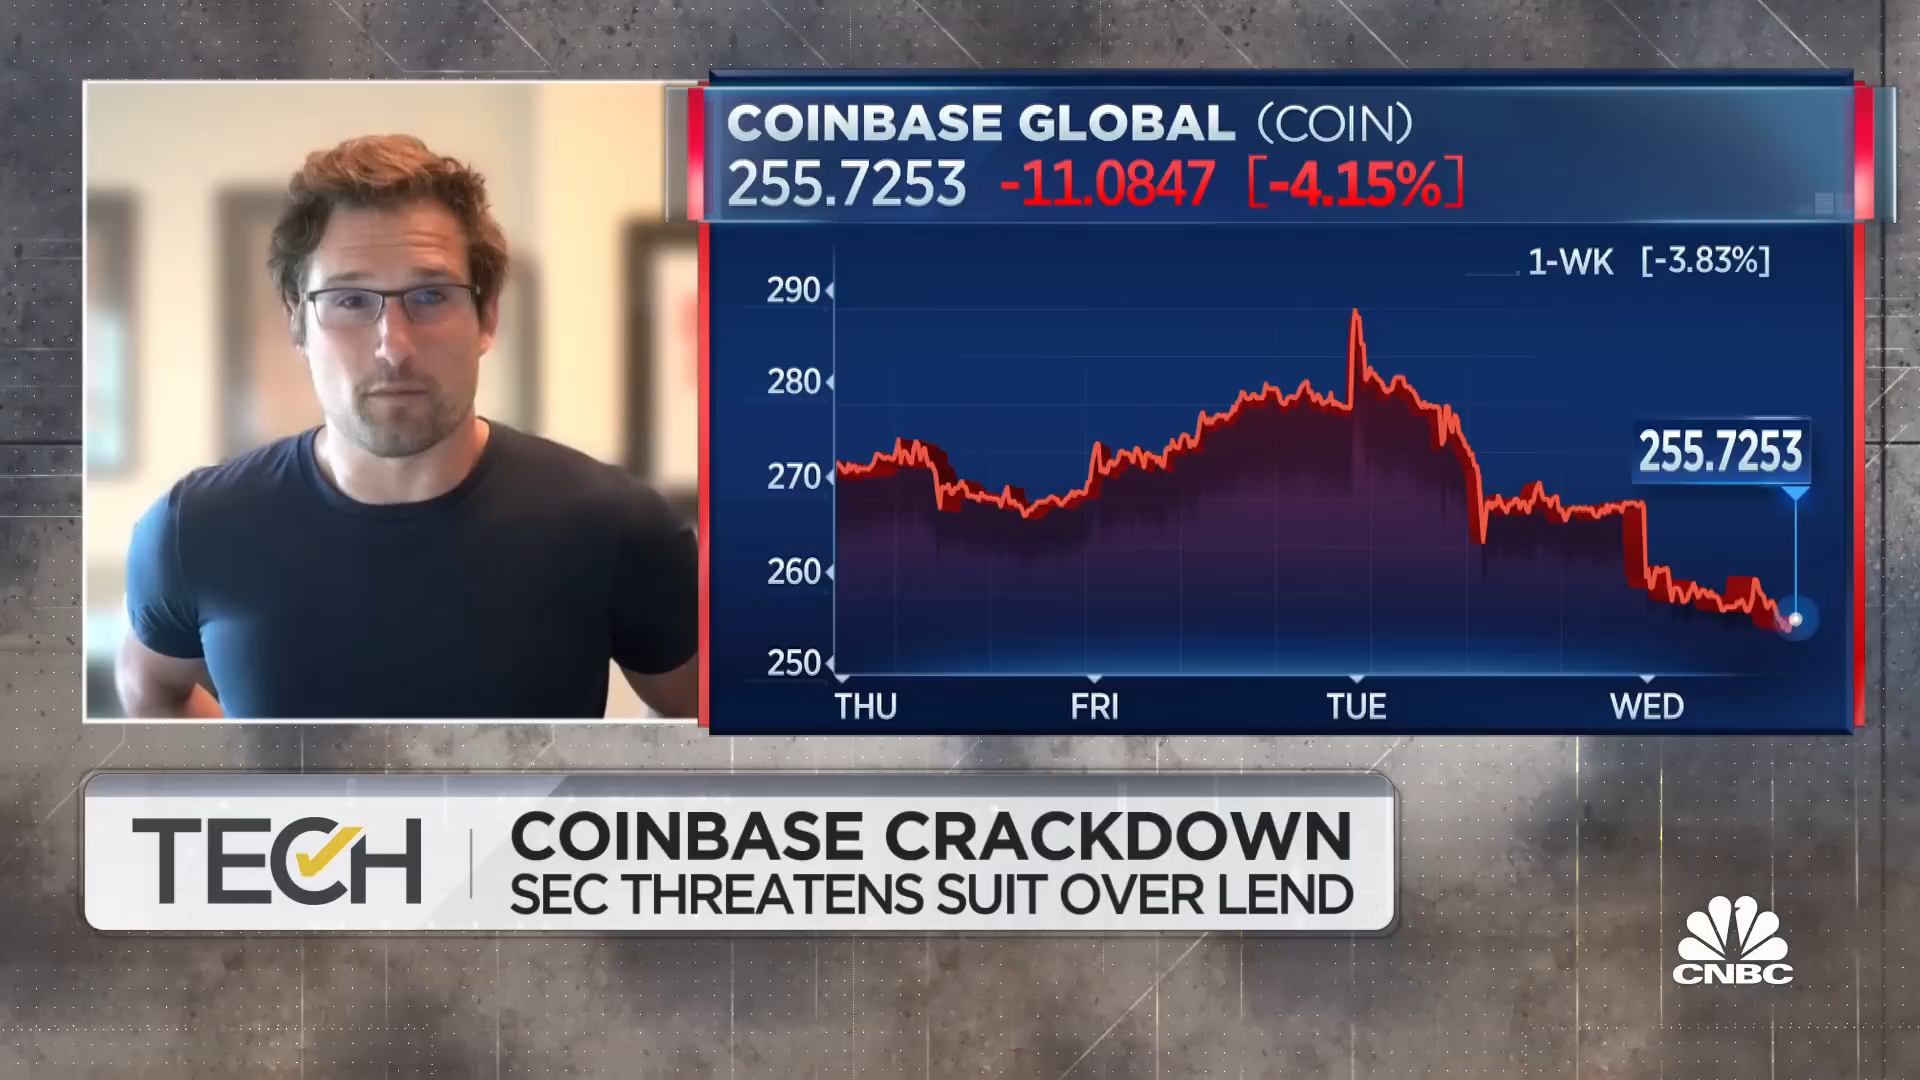 COINBASE GLOBAL (COIN)
255.7253 -11.0847 [-4.15%]
1-WK [-3.83%]
290
280
270
260
250
255.7253
THU FRI TUE WED
TECH
COINBASE CRACKDOWN
SEC THREATENS SUIT OVER LEND
CNBC